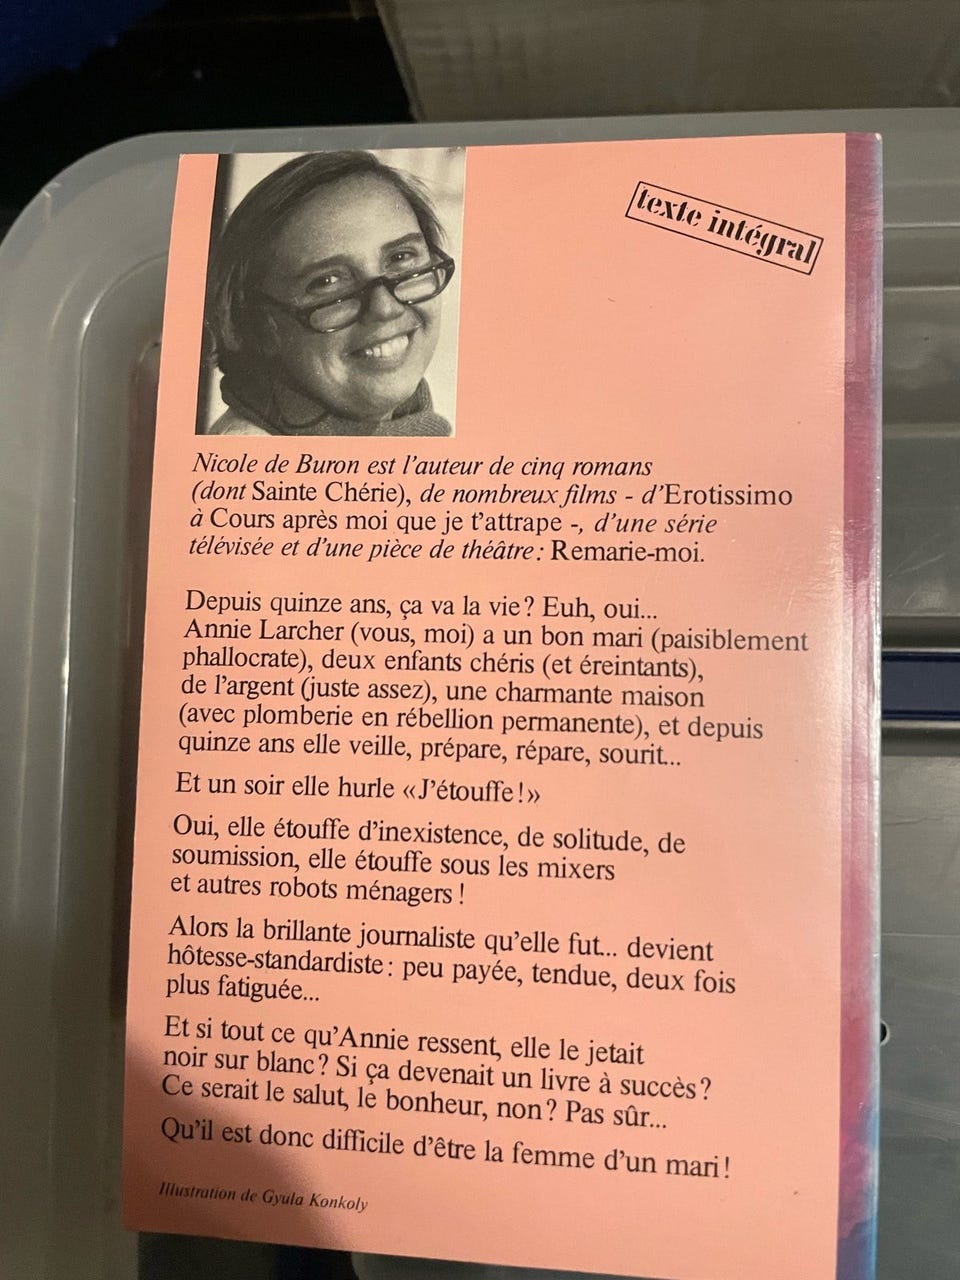 texte intégral
Nicole de Buron est l'auteur de cinq romans
(dont Sainte Chérie), de nombreux films - d'Erotissimo
à Cours après moi que je t'attrape -, d'une série
télévisée et d'une pièce de théâtre : Remarie-moi.
Depuis quinze ans, ça va la vie ? Euh, oui...
Annie Larcher (vous, moi) a un bon mari (paisiblement
phallocrate), deux enfants chéris (et éreintants),
de l'argent (juste assez), une charmante maison
(avec plomberie en rébellion permanente), et depuis
quinze ans elle veille, prépare, répare, sourit...
Et un soir elle hurle «J'étouffe !»
Oui, elle étouffe d'inexistence, de solitude, de
soumission, elle étouffe sous les mixers
et autres robots ménagers !
Alors la brillante journaliste qu'elle fut... devient
hôtesse-standardiste : peu payée, tendue, deux fois
plus fatiguée...
Et si tout ce qu'Annie ressent, elle le jetait
noir sur blanc ? Si ça devenait un livre à succès ?
Ce serait le salut, le bonheur, non ? Pas sûr...
Qu'il est donc difficile d'être la femme d'un mari !
Illustration de Gyula Konkoly